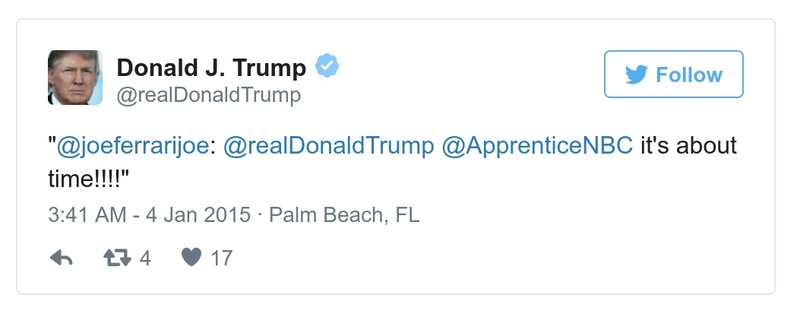 Donald J. Trump
@realDonaldTrump
Follow
"@joeferrarijoe: @realDonaldTrump @ApprenticeNBC it's about
time!!!!"
3:41 AM - 4 Jan 2015 · Palm Beach, FL
4 17